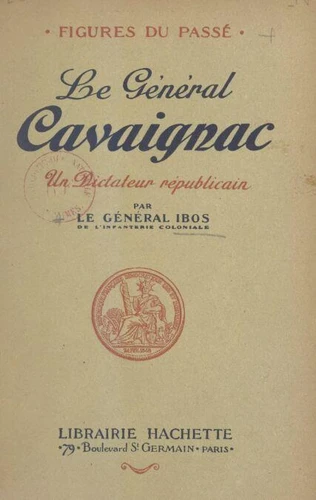 • FIGURES DU PASSÉ •
Le Général
Cavaignac
Un Dictateur républicain
PAR
LE GÉNÉRAL IBOS
DE L'INFANTERIE COLONIALE
LIBRAIRIE HACHETTE
•79• Boulevard St GERMAIN • PARIS•